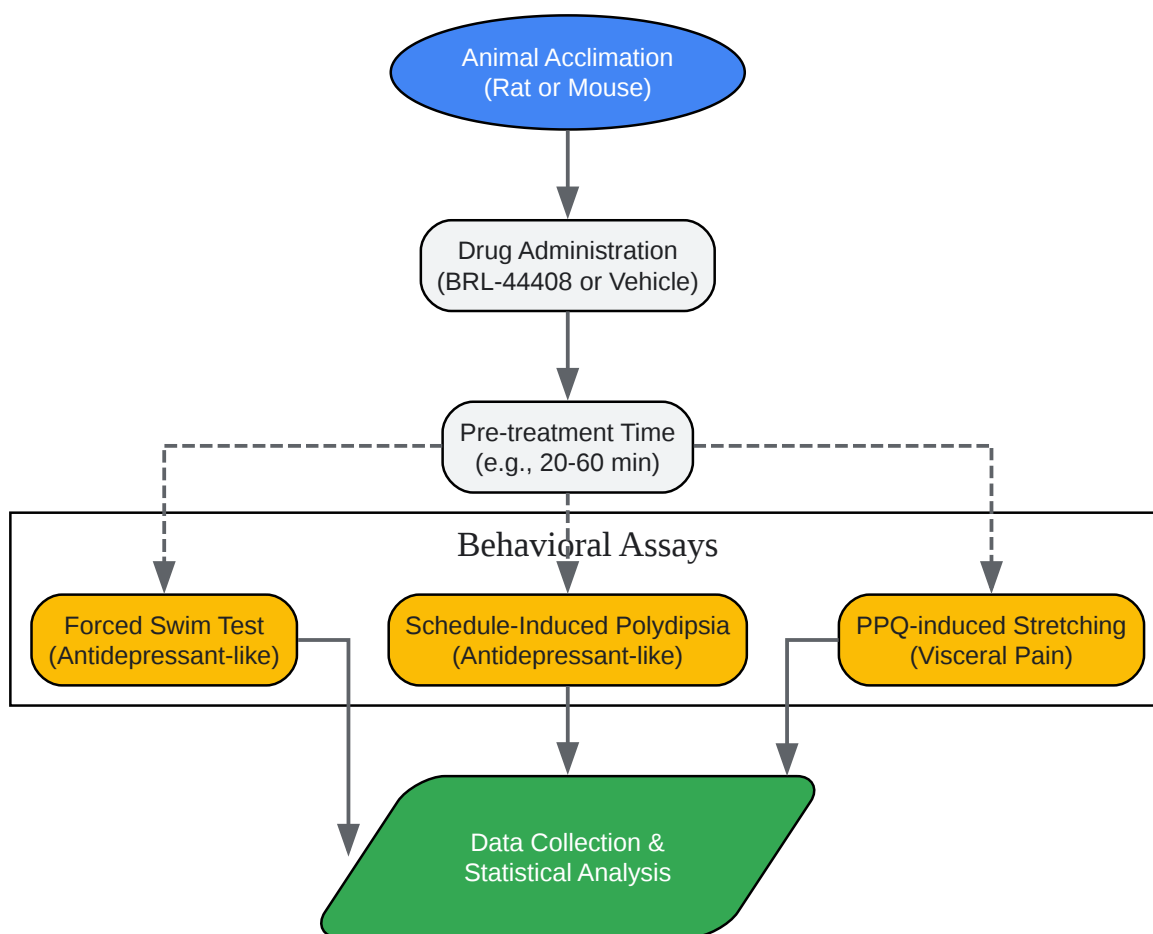 Animal Acclimation
(Rat or Mouse)
Drug Administration
(BRL-44408 or Vehicle)
Pre-treatment Time
(e.g., 20-60 min)
Behavioral Assays
Forced Swim Test
(Antidepressant-like)
Schedule-Induced Polydipsia
(Antidepressant-like)
PPQ-induced Stretching
(Visceral Pain)
Data Collection &
Statistical Analysis